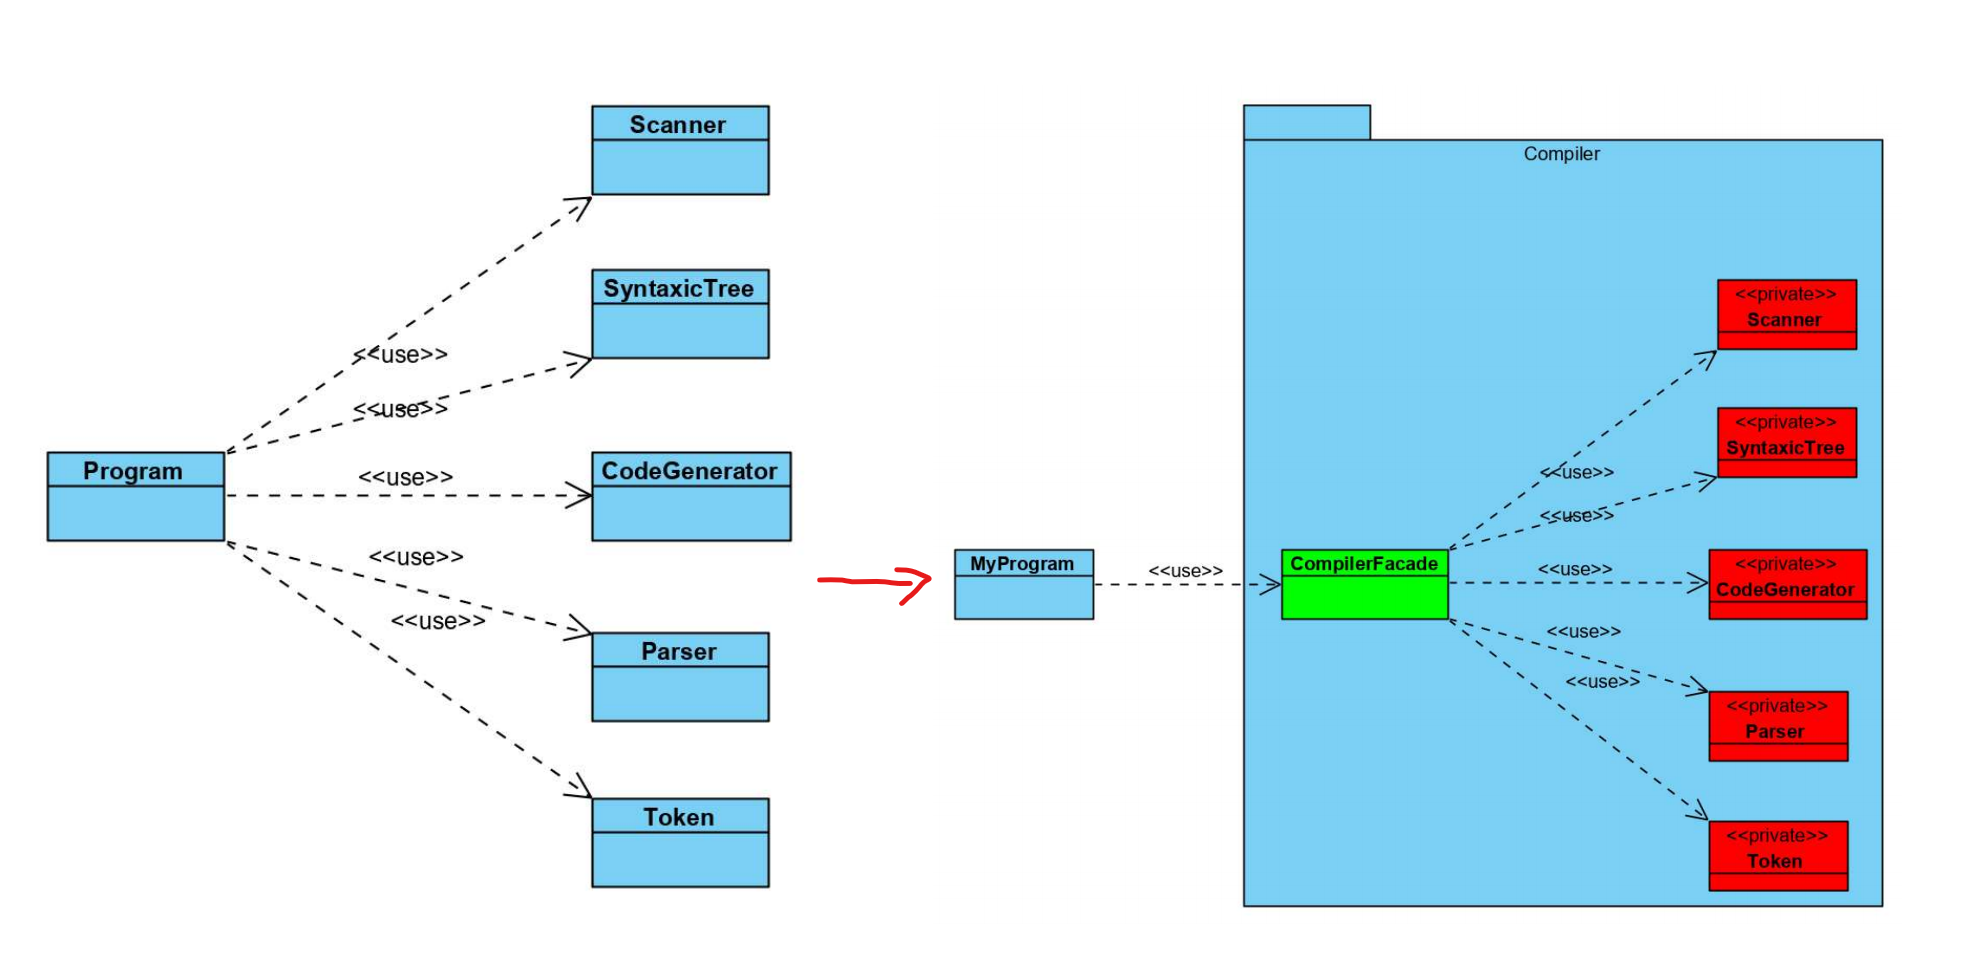 Scanner
SyntaxicTree
<<use>>
<<use>>
Program
<<use>>
CodeGenerator
<<use>>
<<use>>
Parser
Token
Compiler
<<private>>
Scanner
<<private>>
SyntaxicTree
<<use>>
<<use>>
MyProgram
<<use>>
CompilerFacade
<<use>>
<<private>>
CodeGenerator
<<use>>
<<use>>
<<private>>
Parser
<<private>>
Token